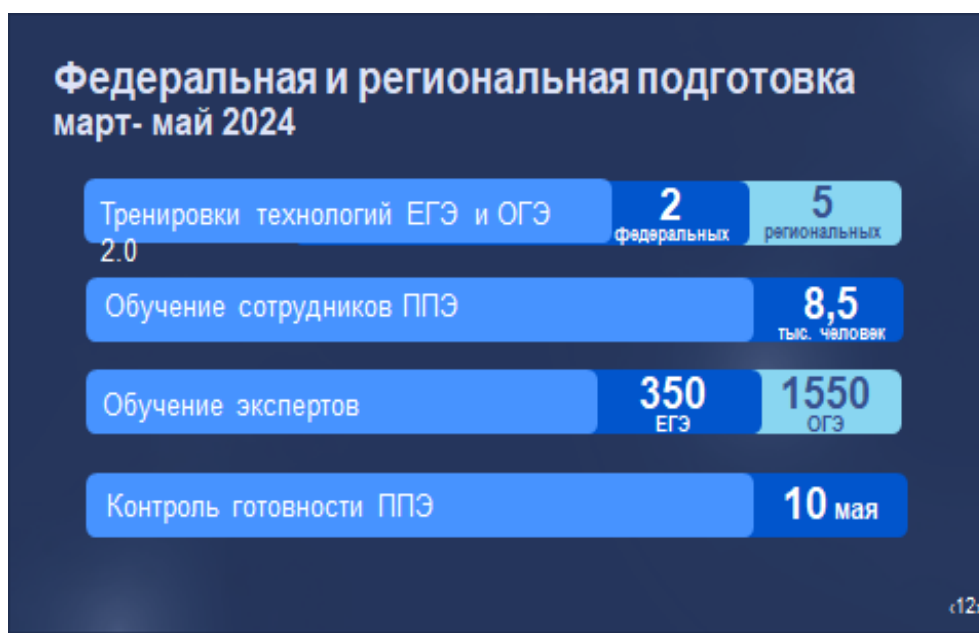 Федеральная и региональная подготовка
март- май 2024
Тренировки технологий ЕГЭ и ОГЭ
2.0
2
федеральных
5
региональных
Обучение сотрудников ППЭ
8,5
тыс. человек
Обучение экспертов
350
ЕГЭ
1550
ОГЭ
Контроль готовности ППЭ
10 мая
‹12›